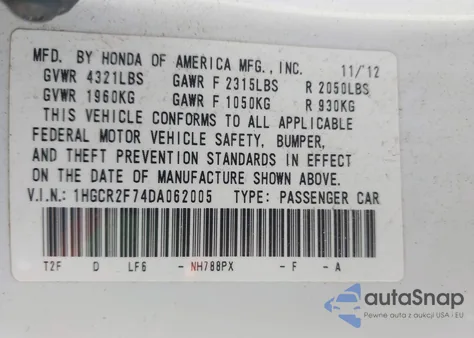 MFD. BY HONDA OF AMERICA MFG., INC. 11/'12
GVWR 4321LBS GAWR F 2315LBS R 2050LBS
GVWR 1960KG GAWR F 1050KG R 930KG
THIS VEHICLE CONFORMS TO ALL APPLICABLE
FEDERAL MOTOR VEHICLE SAFETY, BUMPER,
AND THEFT PREVENTION STANDARDS IN EFFECT
ON THE DATE OF MANUFACTURE SHOWN ABOVE.
V.I.N.: 1HGCR2F74DA062005 TYPE: PASSENGER CAR
T2F D LF6 - NH788PX - F - A
autoSnap
Pewne auta z aukcji USA i EU